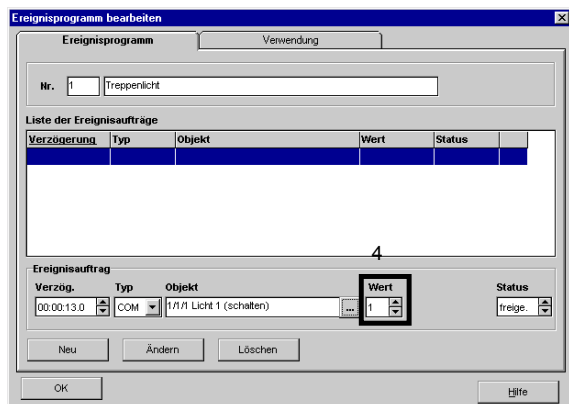 Ereignisprogramm bearbeiten
Ereignisprogramm Verwendung
Nr. 1 Treppenlicht
Liste der Ereignisaufträge
Verzögerung Typ Objekt Wert Status
4
Ereignisauftrag
Verzög. Typ Objekt Wert Status
00:00:13.0 COM 1/1/1 Licht 1 (schalten) ... 1 freige.
Neu Ändern Löschen
OK Hilfe